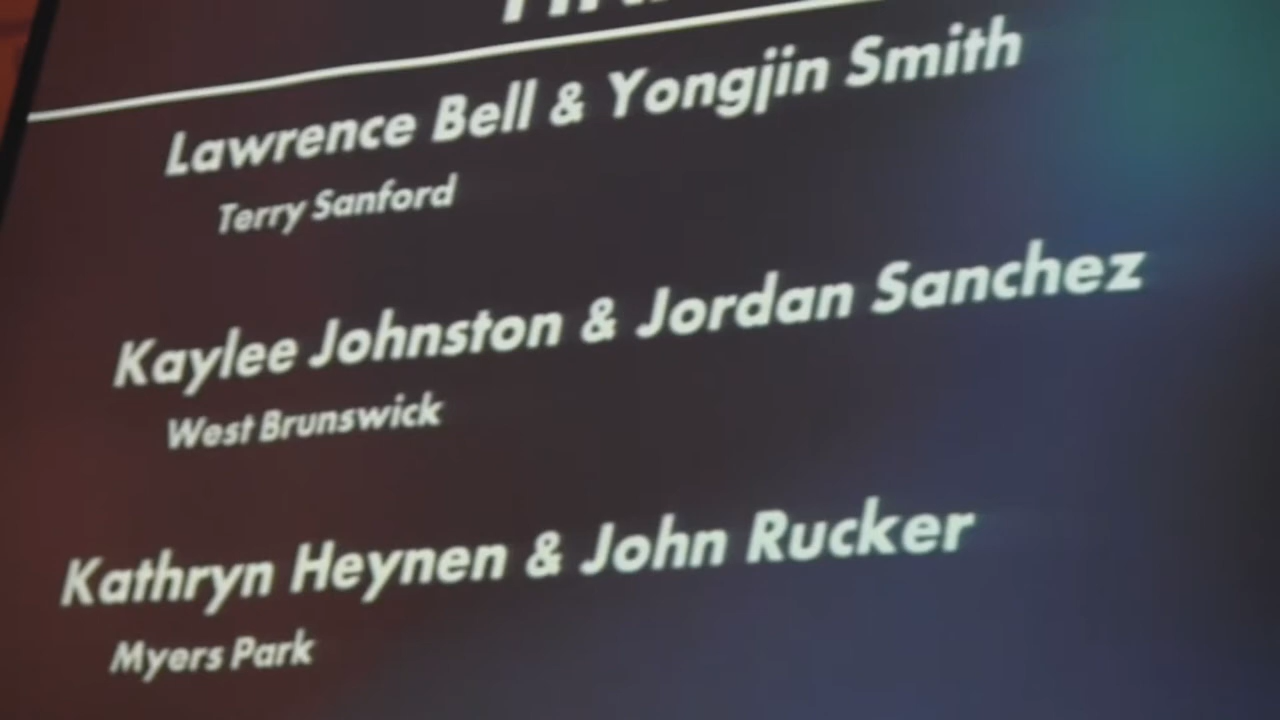 Lawrence Bell & Yongjin Smith
Terry Sanford
Kaylee Johnston & Jordan Sanchez
West Brunswick
Kathryn Heynen & John Rucker
Myers Park